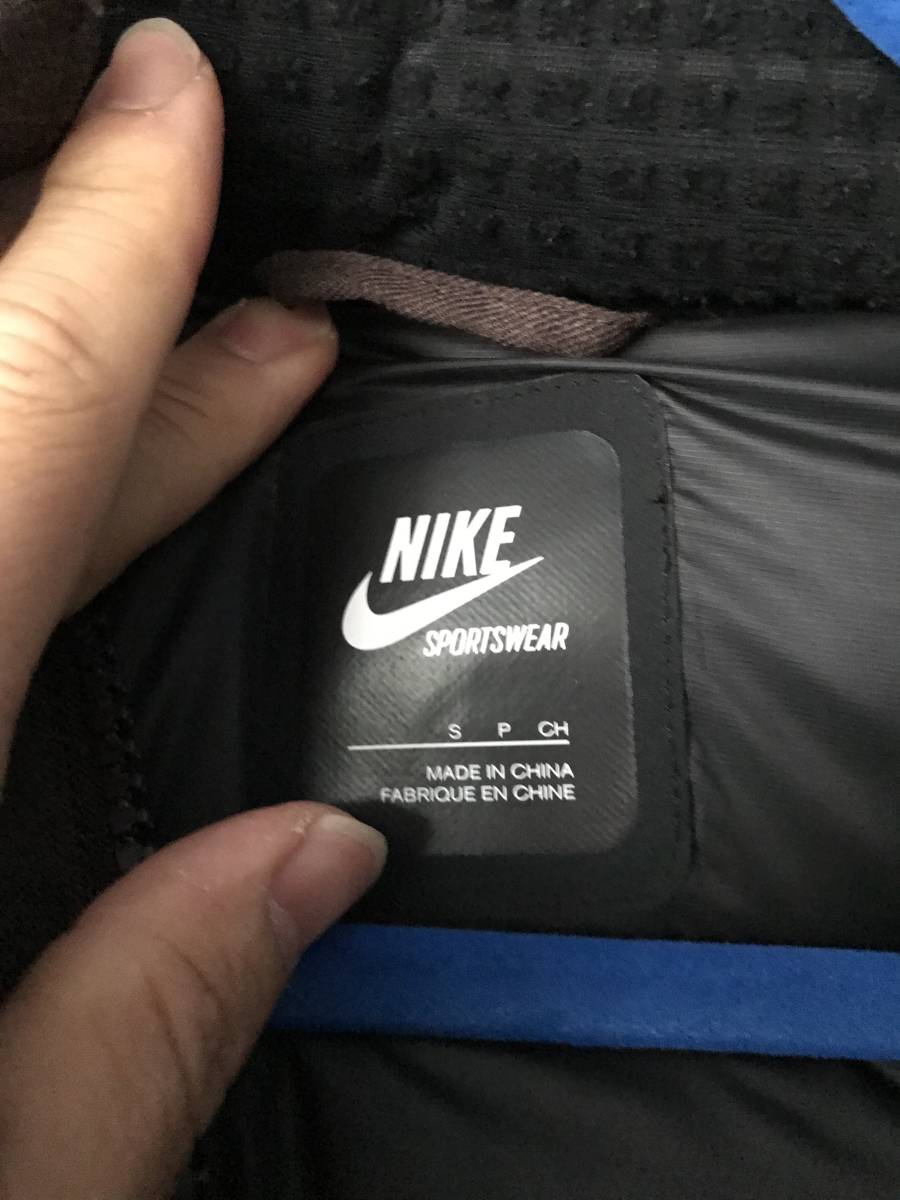 NIKE
SPORTSWEAR
S P CH
MADE IN CHINA
FABRIQUE EN CHINE